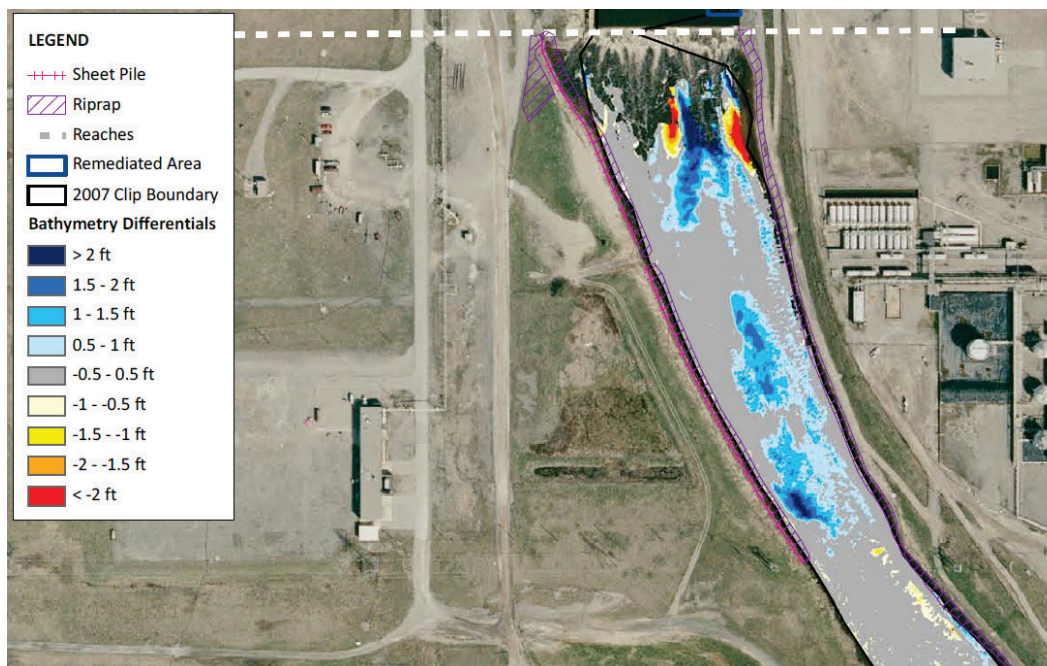 LEGEND
Sheet Pile
Riprap
Reaches
Remediated Area
2007 Clip Boundary
Bathymetry Differentials
> 2 ft
1.5 - 2 ft
1 - 1.5 ft
0.5 - 1 ft
-0.5 - 0.5 ft
-1 - -0.5 ft
-1.5 - -1 ft
-2 - -1.5 ft
< -2 ft